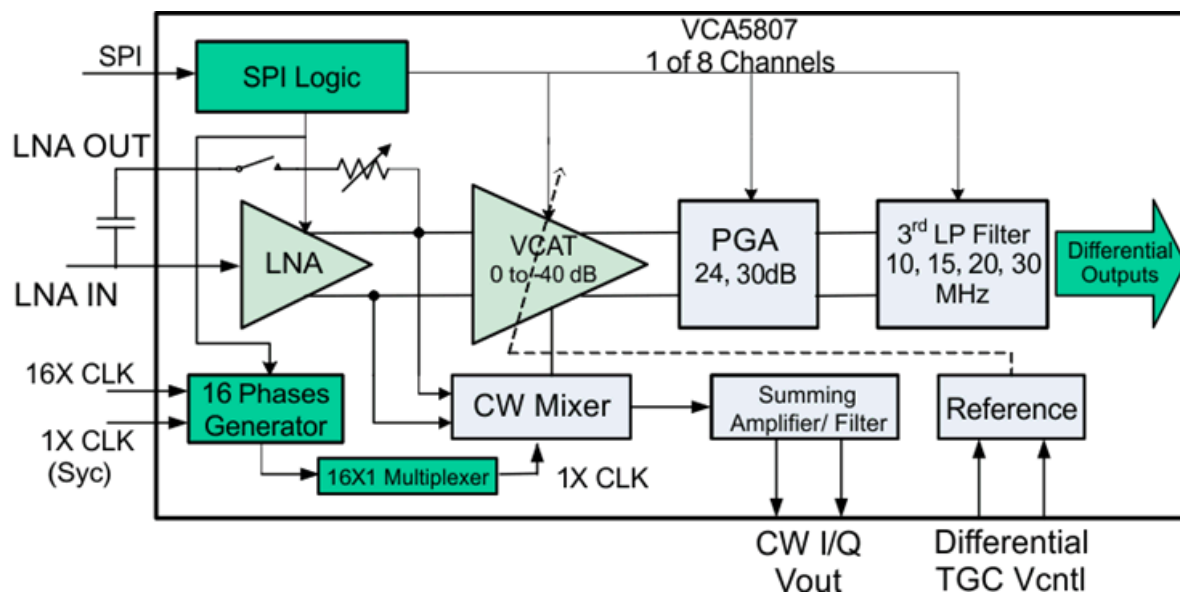 VCA5807
1 of 8 Channels
SPI
SPI Logic
LNA OUT
LNA
LNA IN
VCAT
0 to -40 dB
PGA
24, 30dB
3rd LP Filter
10, 15, 20, 30
MHz
Differential
Outputs
16X CLK
1X CLK
(Syc)
16 Phases
Generator
16X1 Multiplexer
1X CLK
CW Mixer
Summing
Amplifier/ Filter
Reference
CW I/Q
Vout
Differential
TGC Vcntl